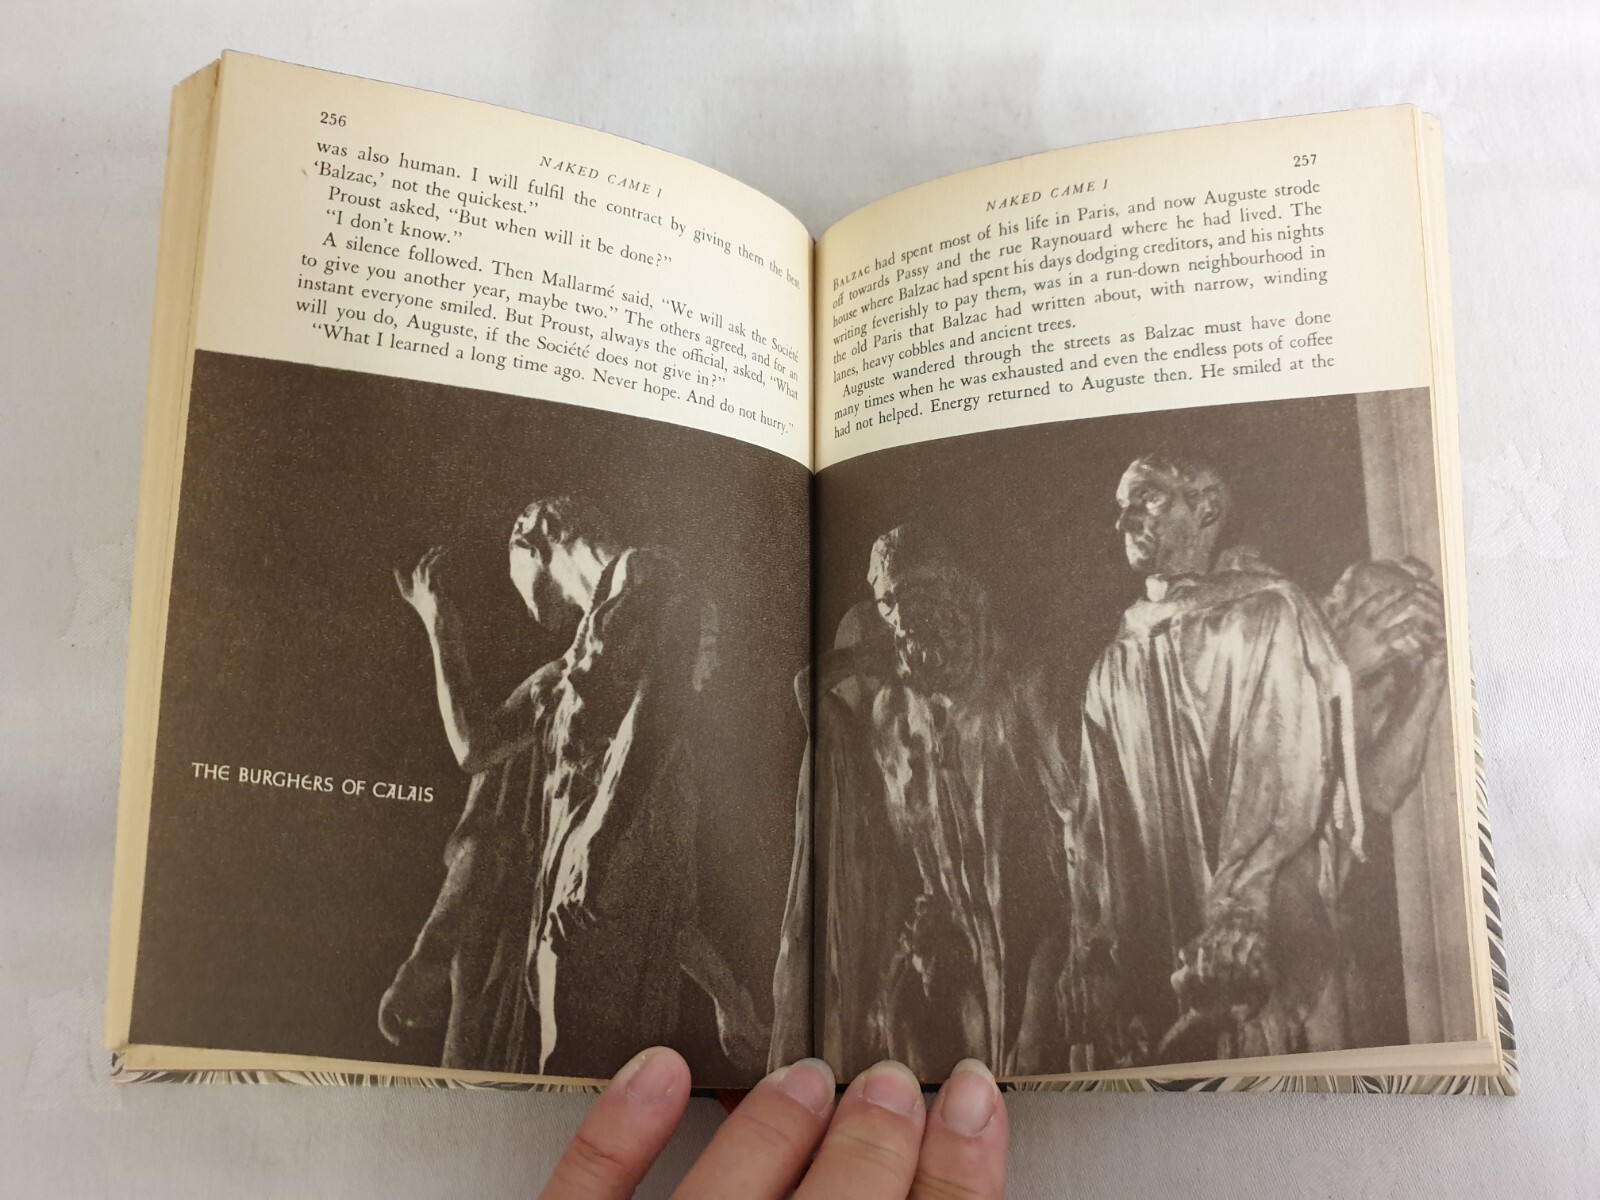 256
NAKED CAME I
was also human. I will fulfil the contract by giving them the best
‘Balzac,’ not the quickest.”
Proust asked, “But when will it be done?”
“I don’t know.”
A silence followed. Then Mallarmé said, “We will ask the Société
to give you another year, maybe two.” The others agreed, and for an
instant everyone smiled. But Proust, always the official, asked, “What
will you do, Auguste, if the Société does not give in?”
“What I learned a long time ago. Never hope. And do not hurry.”
THE BURGHERS OF CALAIS
257
NAKED CAME I
BALZAC had spent most of his life in Paris, and now Auguste strode
off towards Passy and the rue Raynouard where he had lived. The
house where Balzac had spent his days dodging creditors, and his nights
writing feverishly to pay them, was in a run-down neighbourhood in
the old Paris that Balzac had written about, with narrow, winding
lanes, heavy cobbles and ancient trees.
Auguste wandered through the streets as Balzac must have done
many times when he was exhausted and even the endless pots of coffee
had not helped. Energy returned to Auguste then. He smiled at the